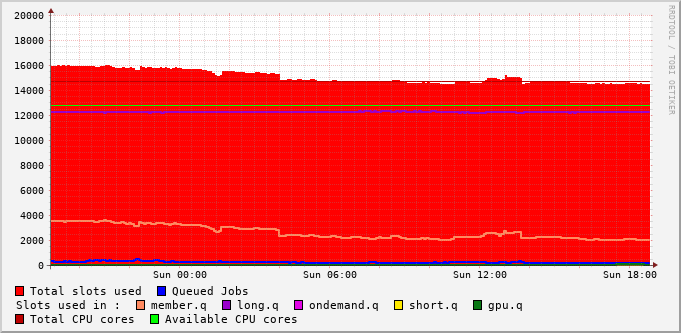 20000
18000
16000
14000
12000
10000
8000
6000
4000
2000
0
Sun 00:00 Sun 06:00 Sun 12:00 Sun 18:00
Total slots used Queued Jobs
Slots used in : member.q long.q ondemand.q short.q gpu.q
Total CPU cores Available CPU cores
RRDTOOL / TOBI OETIKER